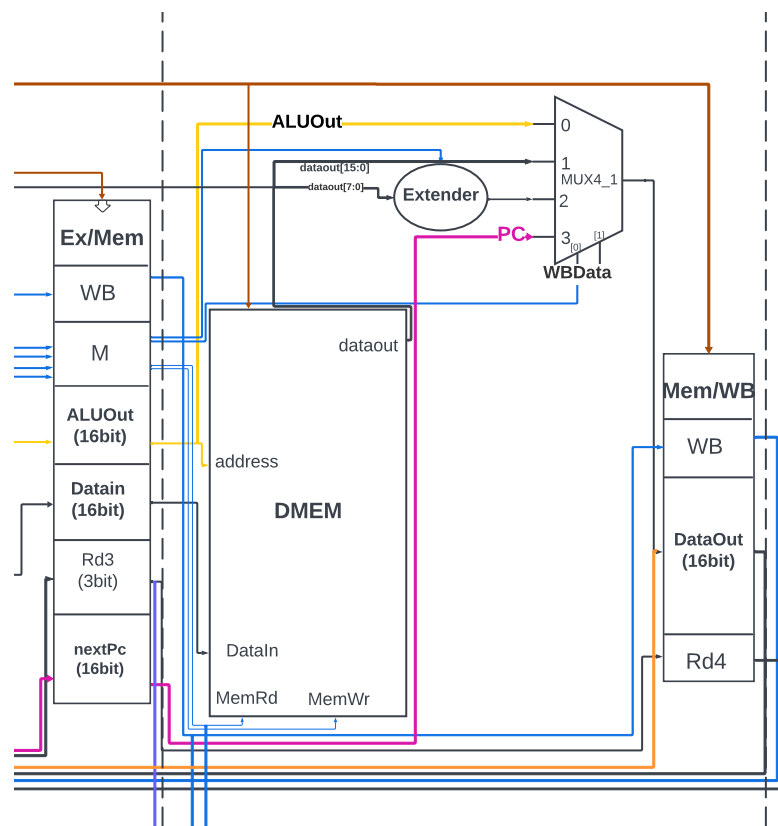 ALUOut
0
dataout[15:0]
1
MUX4_1
dataout[7:0]
Extender
2
PC
3
[0]
[1]
WBData
Ex/Mem
WB
M
ALUOut
(16bit)
Datain
(16bit)
Rd3
(3bit)
nextPc
(16bit)
dataout
address
DMEM
DataIn
MemRd
MemWr
Mem/WB
WB
DataOut
(16bit)
Rd4